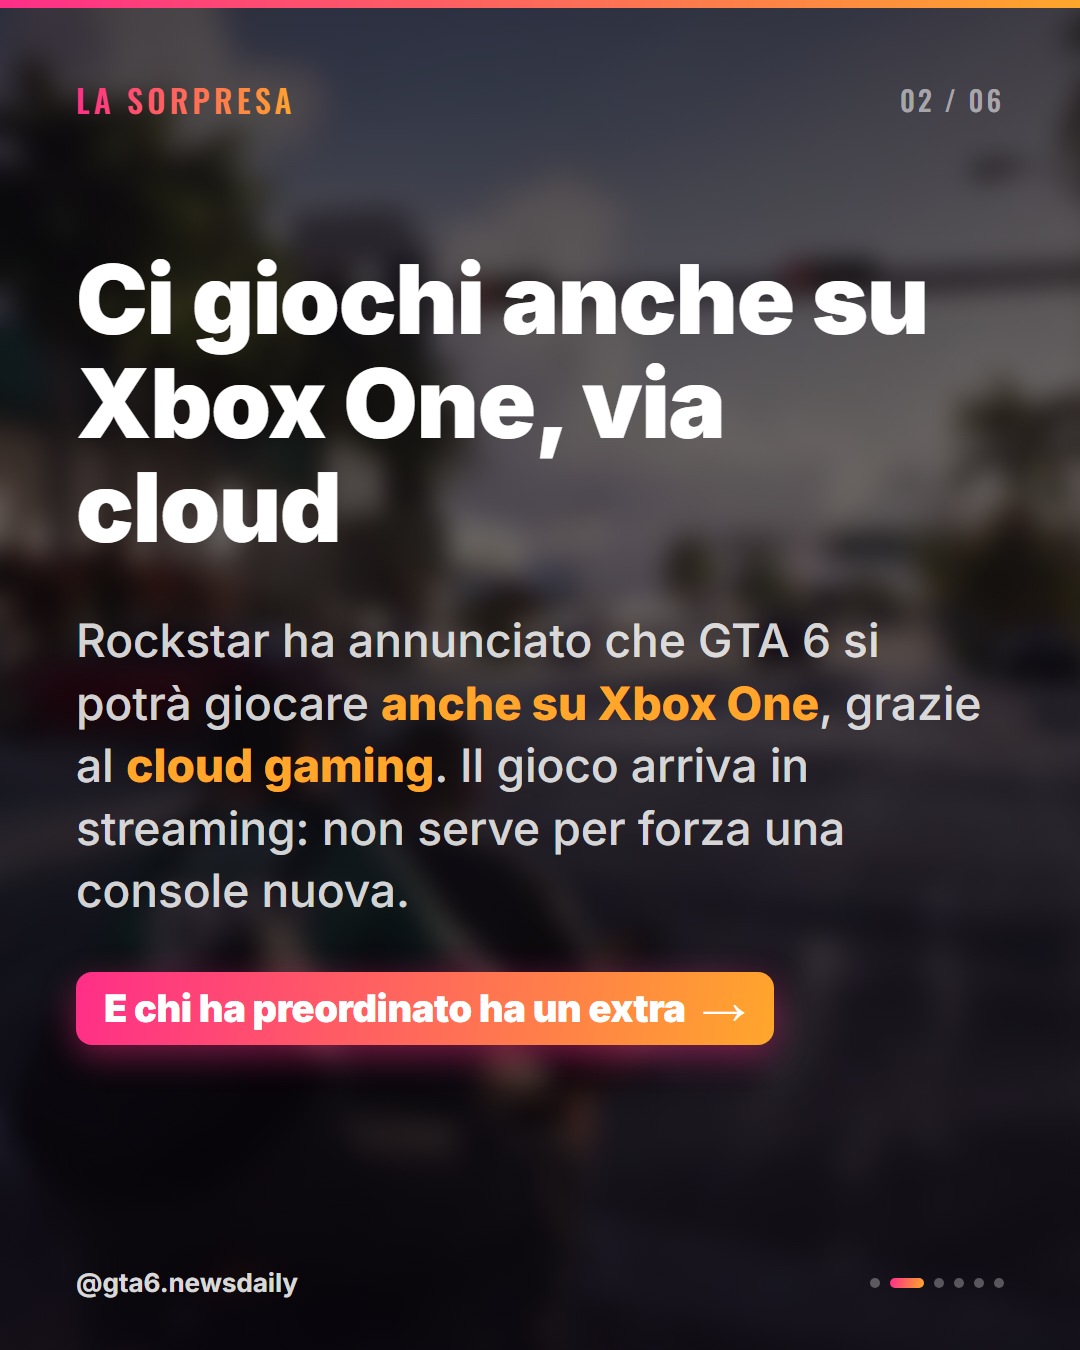 LA SORPRESA
02 / 06
Ci giochi anche su
Xbox One, via
cloud
Rockstar ha annunciato che GTA 6 si
potrà giocare anche su Xbox One, grazie
al cloud gaming. Il gioco arriva in
streaming: non serve per forza una
console nuova.
E chi ha preordinato ha un extra →
@gta6.newsdaily